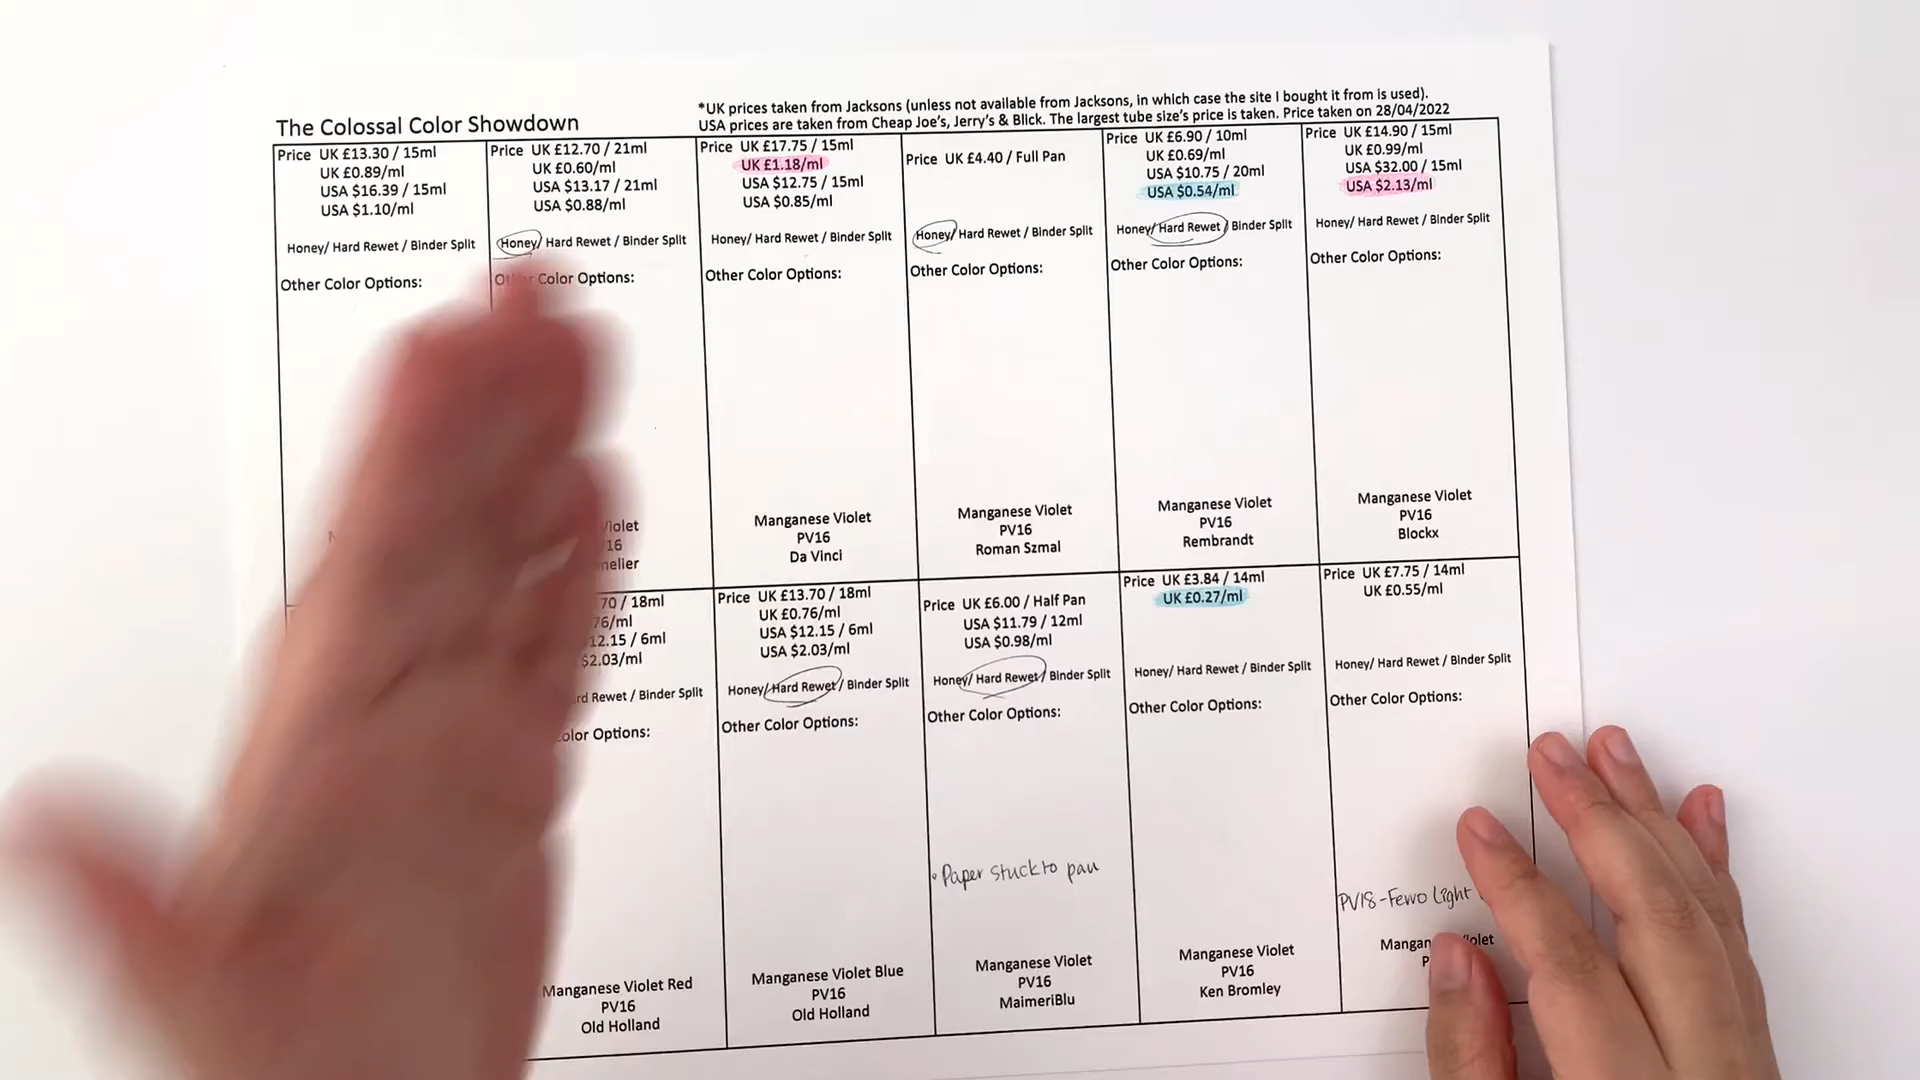 The Colossal Color Showdown
*UK prices taken from Jacksons (unless not available from Jacksons, in which case the site I bought it from is used).
USA prices are taken from Cheap Joe's, Jerry's & Blick. The largest tube size's price is taken. Price taken on 28/04/2022
Price UK £13.30 / 15ml
UK £0.89/ml
USA $16.39 / 15ml
USA $1.10/ml
Honey/ Hard Rewet / Binder Split
Other Color Options:
Price UK £12.70 / 21ml
UK £0.60/ml
USA $13.17 / 21ml
USA $0.88/ml
Honey/ Hard Rewet / Binder Split
Other Color Options:
Price UK £17.75 / 15ml
UK £1.18/ml
USA $12.75 / 15ml
USA $0.85/ml
Honey/ Hard Rewet / Binder Split
Other Color Options:
Manganese Violet
PV16
Da Vinci
Price UK £4.40 / Full Pan
Honey/ Hard Rewet / Binder Split
Other Color Options:
Manganese Violet
PV16
Roman Szmal
Price UK £6.90 / 10ml
UK £0.69/ml
USA $10.75 / 20ml
USA $0.54/ml
Honey/ Hard Rewet / Binder Split
Other Color Options:
Manganese Violet
PV16
Rembrandt
Price UK £14.90 / 15ml
UK £0.99/ml
USA $32.00 / 15ml
USA $2.13/ml
Honey/ Hard Rewet / Binder Split
Other Color Options:
Manganese Violet
PV16
Blockx
/ 18ml
12.15 / 6ml
$2.03/ml
Rewet / Binder Split
Options:
Manganese Violet Red
PV16
Old Holland
Price UK £13.70 / 18ml
UK £0.76/ml
USA $12.15 / 6ml
USA $2.03/ml
Honey/ Hard Rewet / Binder Split
Other Color Options:
Manganese Violet Blue
PV16
Old Holland
Price UK £6.00 / Half Pan
USA $11.79 / 12ml
USA $0.98/ml
Honey/ Hard Rewet / Binder Split
Other Color Options:
• Paper stuck to pan
Manganese Violet
PV16
MaimeriBlu
Price UK £3.84 / 14ml
UK £0.27/ml
Honey/ Hard Rewet / Binder Split
Other Color Options:
Manganese Violet
PV16
Ken Bromley
Price UK £7.75 / 14ml
UK £0.55/ml
Honey/ Hard Rewet / Binder Split
Other Color Options:
PV18-Fewo Light